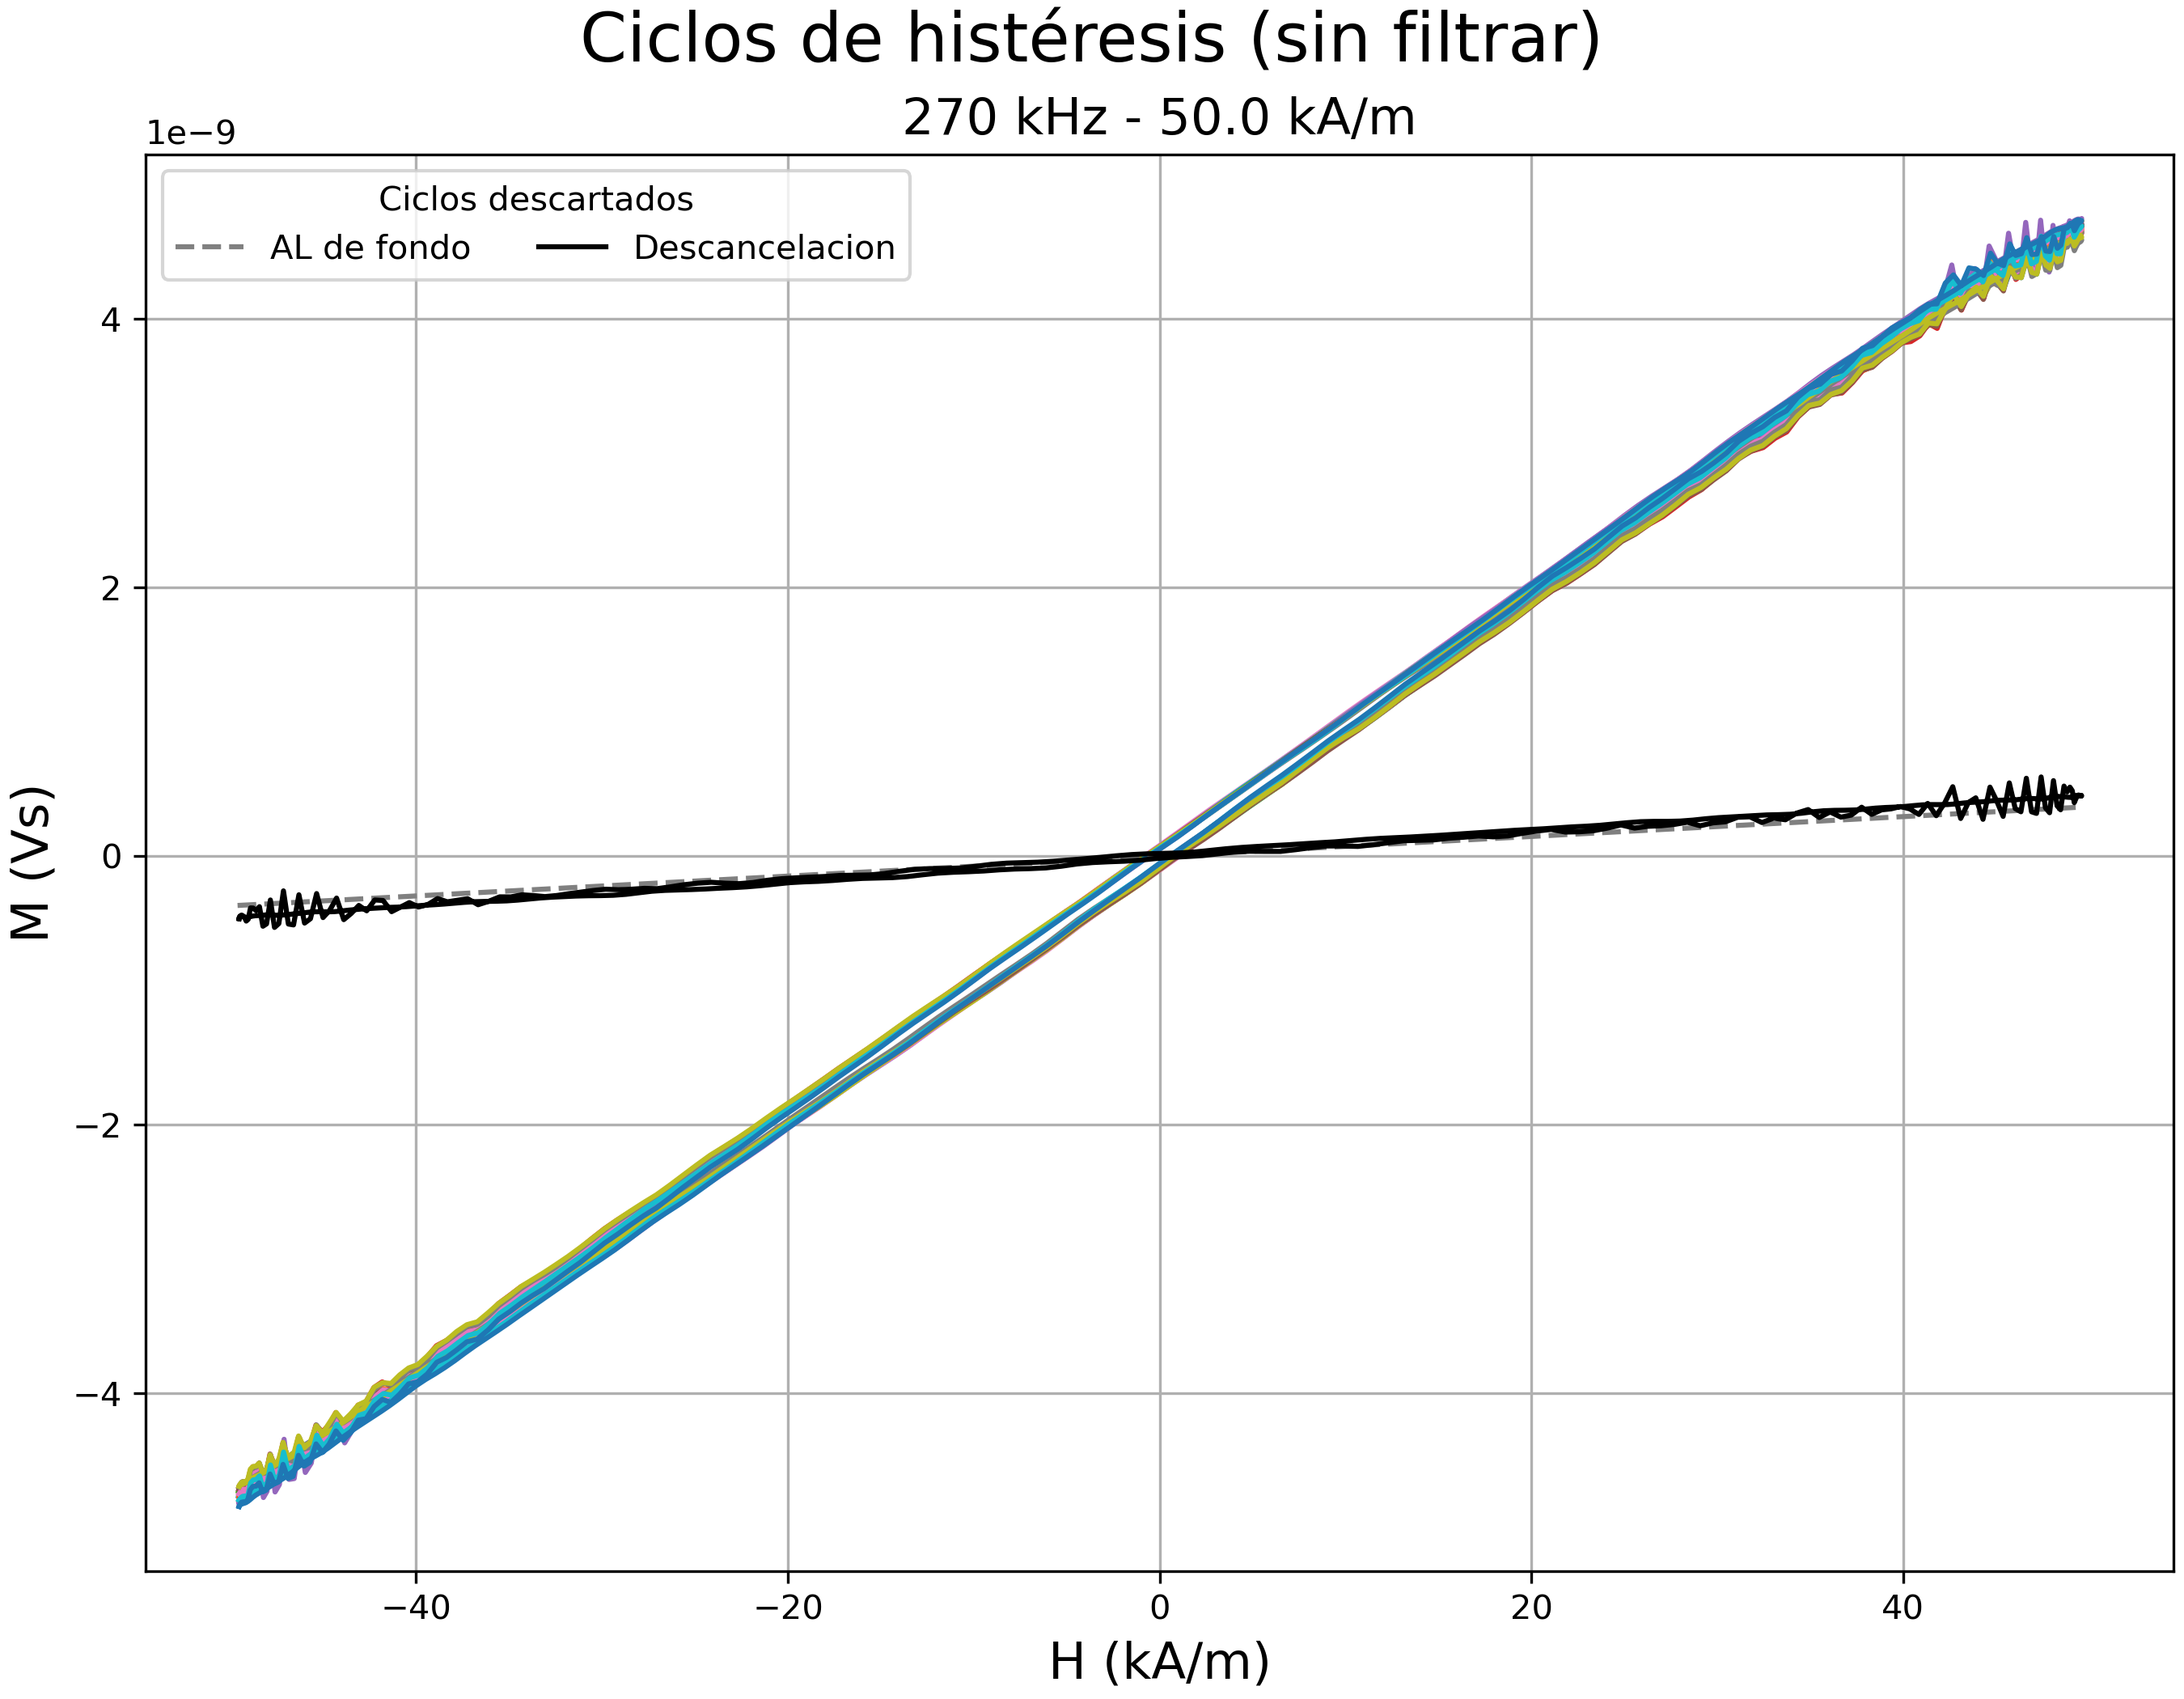 Ciclos de histéresis (sin filtrar)
270 kHz - 50.0 kA/m
1e−9
Ciclos descartados
AL de fondo
Descancelacion
4
2
0
−2
−4
M (Vs)
−40
−20
0
20
40
H (kA/m)